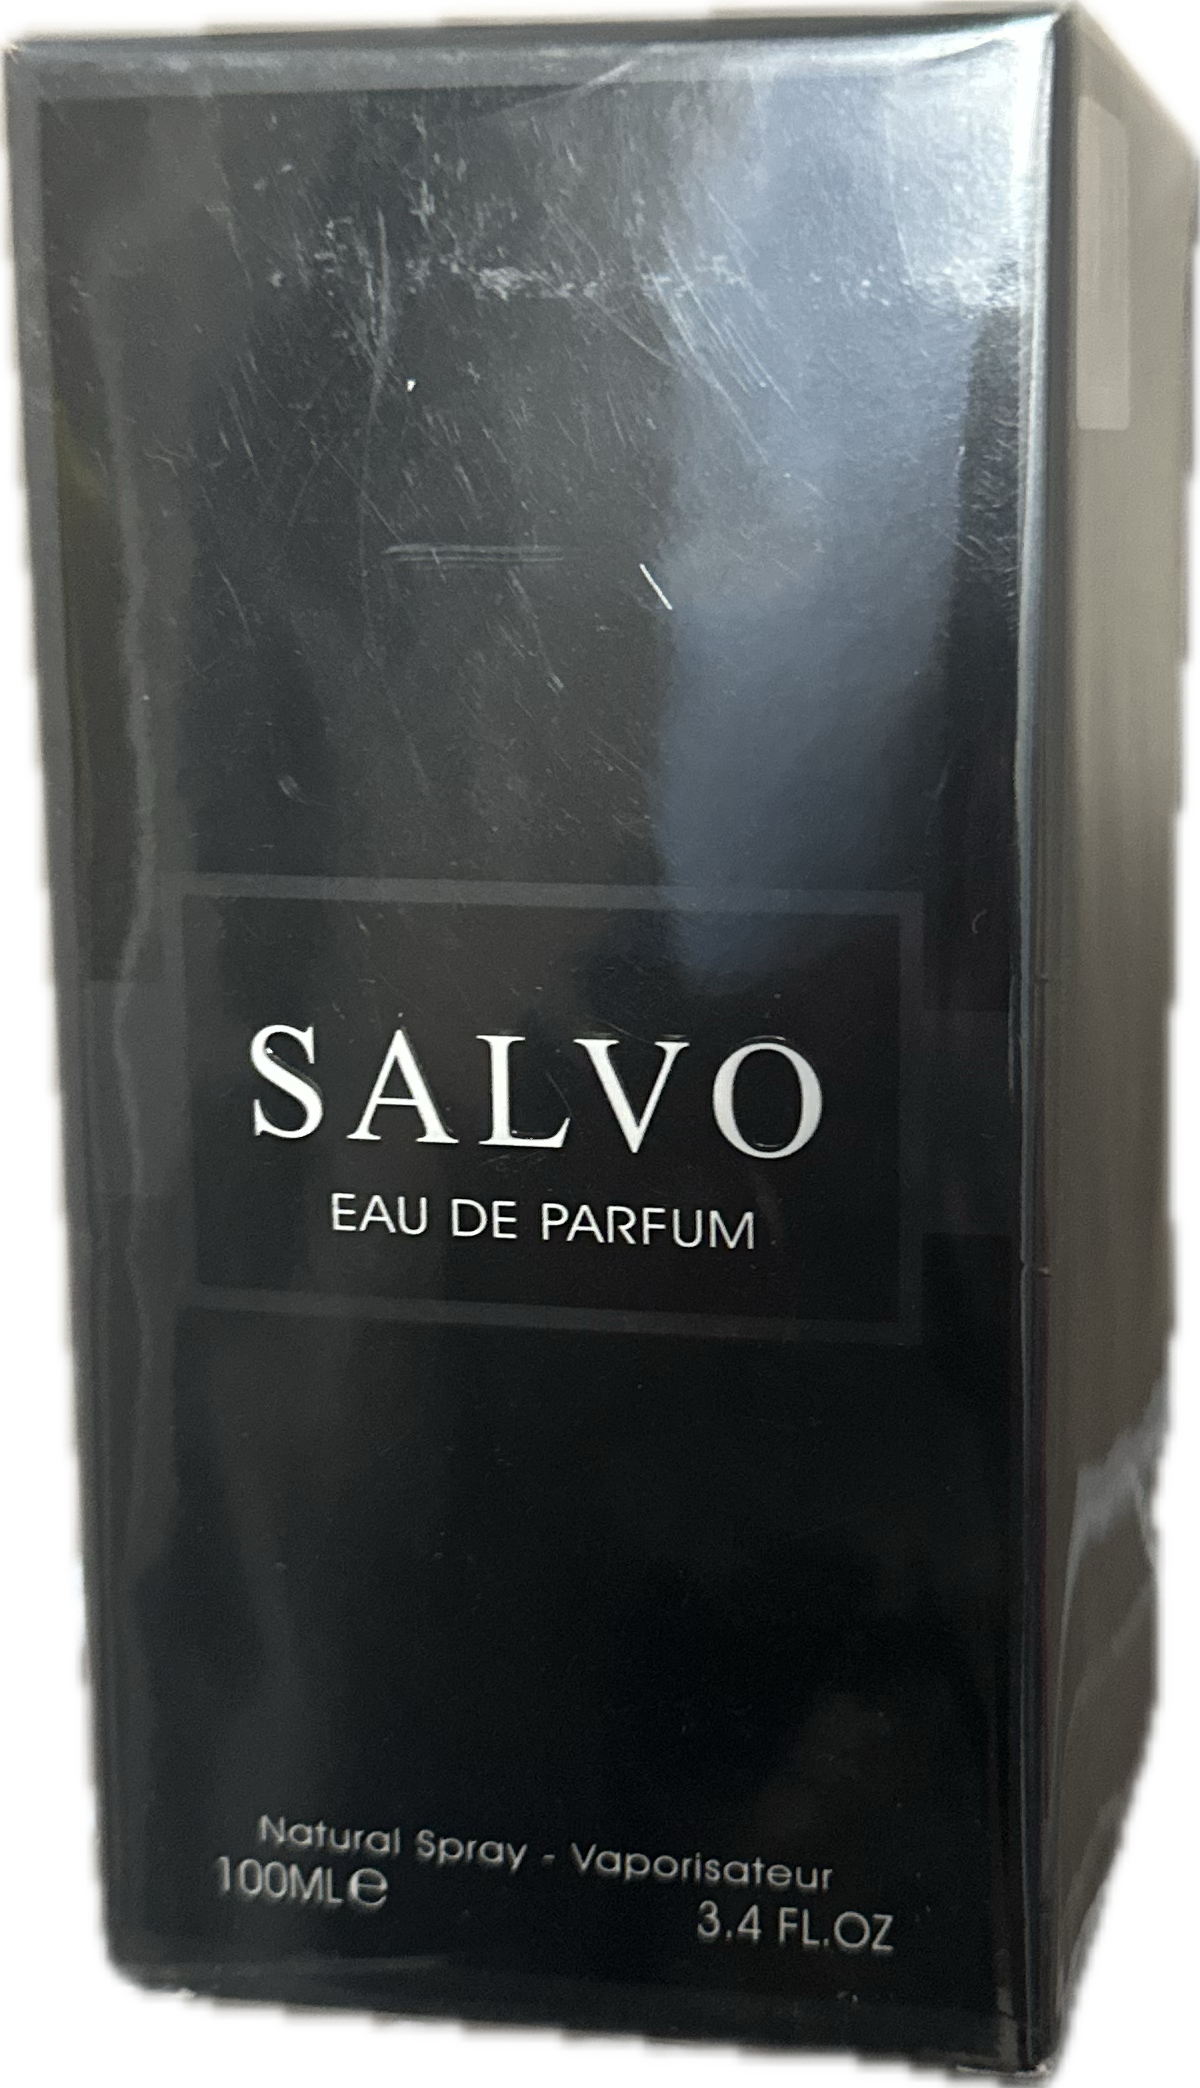 SALVO
EAU DE PARFUM
Natural Spray - Vaporisateur
100ML℮
3.4 FL.OZ